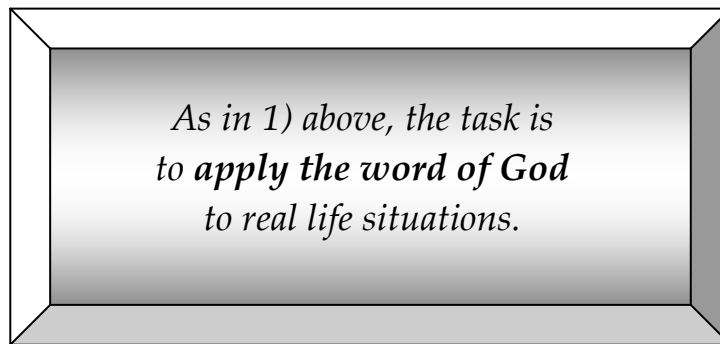 As in 1) above, the task is
to apply the word of God
to real life situations.